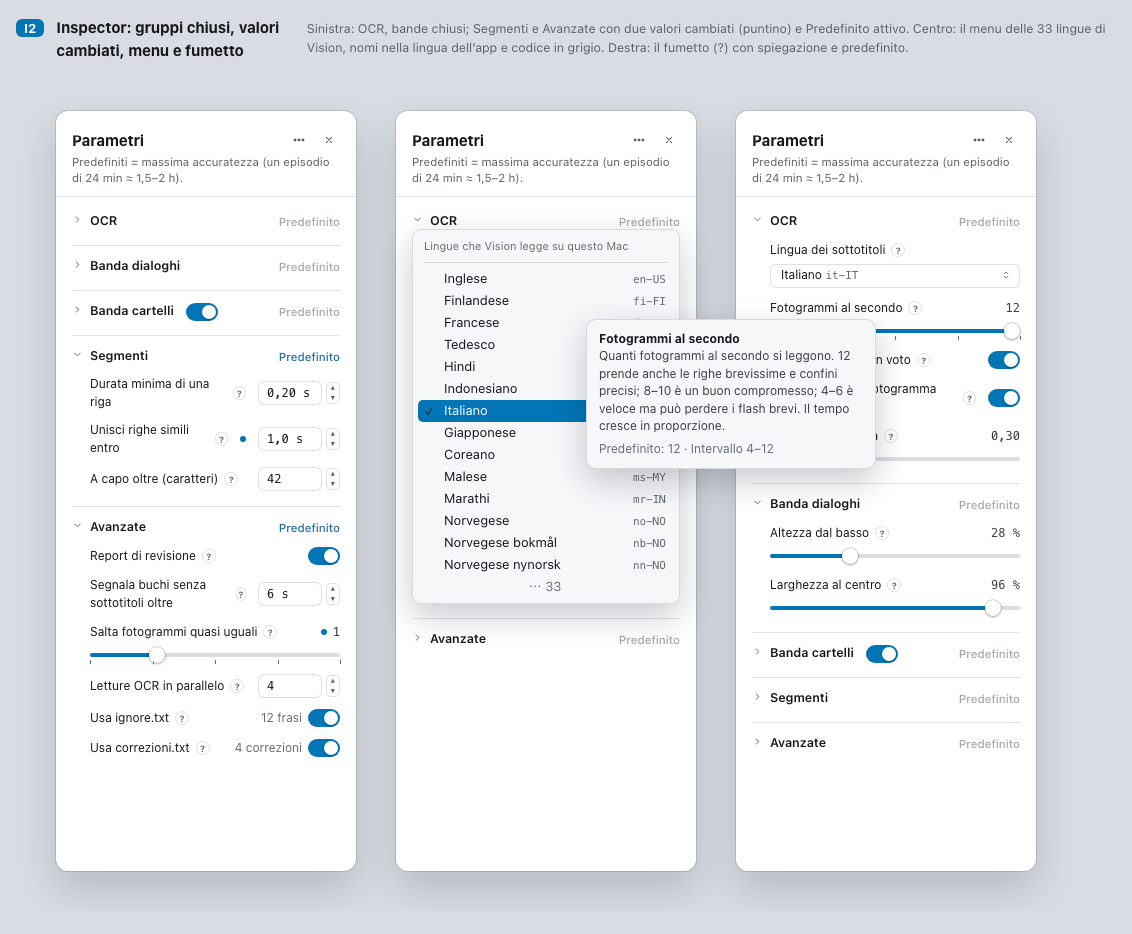 I2
Inspector: gruppi chiusi, valori
cambiati, menu e fumetto
Sinistra: OCR, bande chiusi; Segmenti e Avanzate con due valori cambiati (puntino) e Predefinito attivo. Centro: il menu delle 33 lingue di
Vision, nomi nella lingua dell'app e codice in grigio. Destra: il fumetto (?) con spiegazione e predefinito.
Parametri ••• ×
Predefiniti = massima accuratezza (un episodio
di 24 min ≈ 1,5–2 h).
OCR Predefinito
Banda dialoghi Predefinito
Banda cartelli Predefinito
Segmenti Predefinito
Durata minima di una
riga ? 0,20 s
Unisci righe simili
entro ? 1,0 s
A capo oltre (caratteri) ? 42
Avanzate Predefinito
Report di revisione ?
Segnala buchi senza
sottotitoli oltre ? 6 s
Salta fotogrammi quasi uguali ? 1
Letture OCR in parallelo ? 4
Usa ignore.txt ? 12 frasi
Usa correzioni.txt ? 4 correzioni
Parametri ••• ×
Predefiniti = massima accuratezza (un episodio
di 24 min ≈ 1,5–2 h).
OCR Predefinito
Lingue che Vision legge su questo Mac
Inglese en-US
Finlandese fi-FI
Francese
Tedesco
Hindi
Indonesiano
✓ Italiano
Giapponese
Coreano
Malese ms-MY
Marathi mr-IN
Norvegese no-NO
Norvegese bokmål nb-NO
Norvegese nynorsk nn-NO
⋯ 33
Avanzate Predefinito
Parametri ••• ×
Predefiniti = massima accuratezza (un episodio
di 24 min ≈ 1,5–2 h).
OCR Predefinito
Lingua dei sottotitoli ?
Italiano it-IT
Fotogrammi al secondo ? 12
Fotogrammi al secondo
Quanti fotogrammi al secondo si leggono. 12
prende anche le righe brevissime e confini
precisi; 8–10 è un buon compromesso; 4–6 è
veloce ma può perdere i flash brevi. Il tempo
cresce in proporzione.
Predefinito: 12 · Intervallo 4–12
voto ?
?
? 0,30
Banda dialoghi Predefinito
Altezza dal basso ? 28 %
Larghezza al centro ? 96 %
Banda cartelli Predefinito
Segmenti Predefinito
Avanzate Predefinito